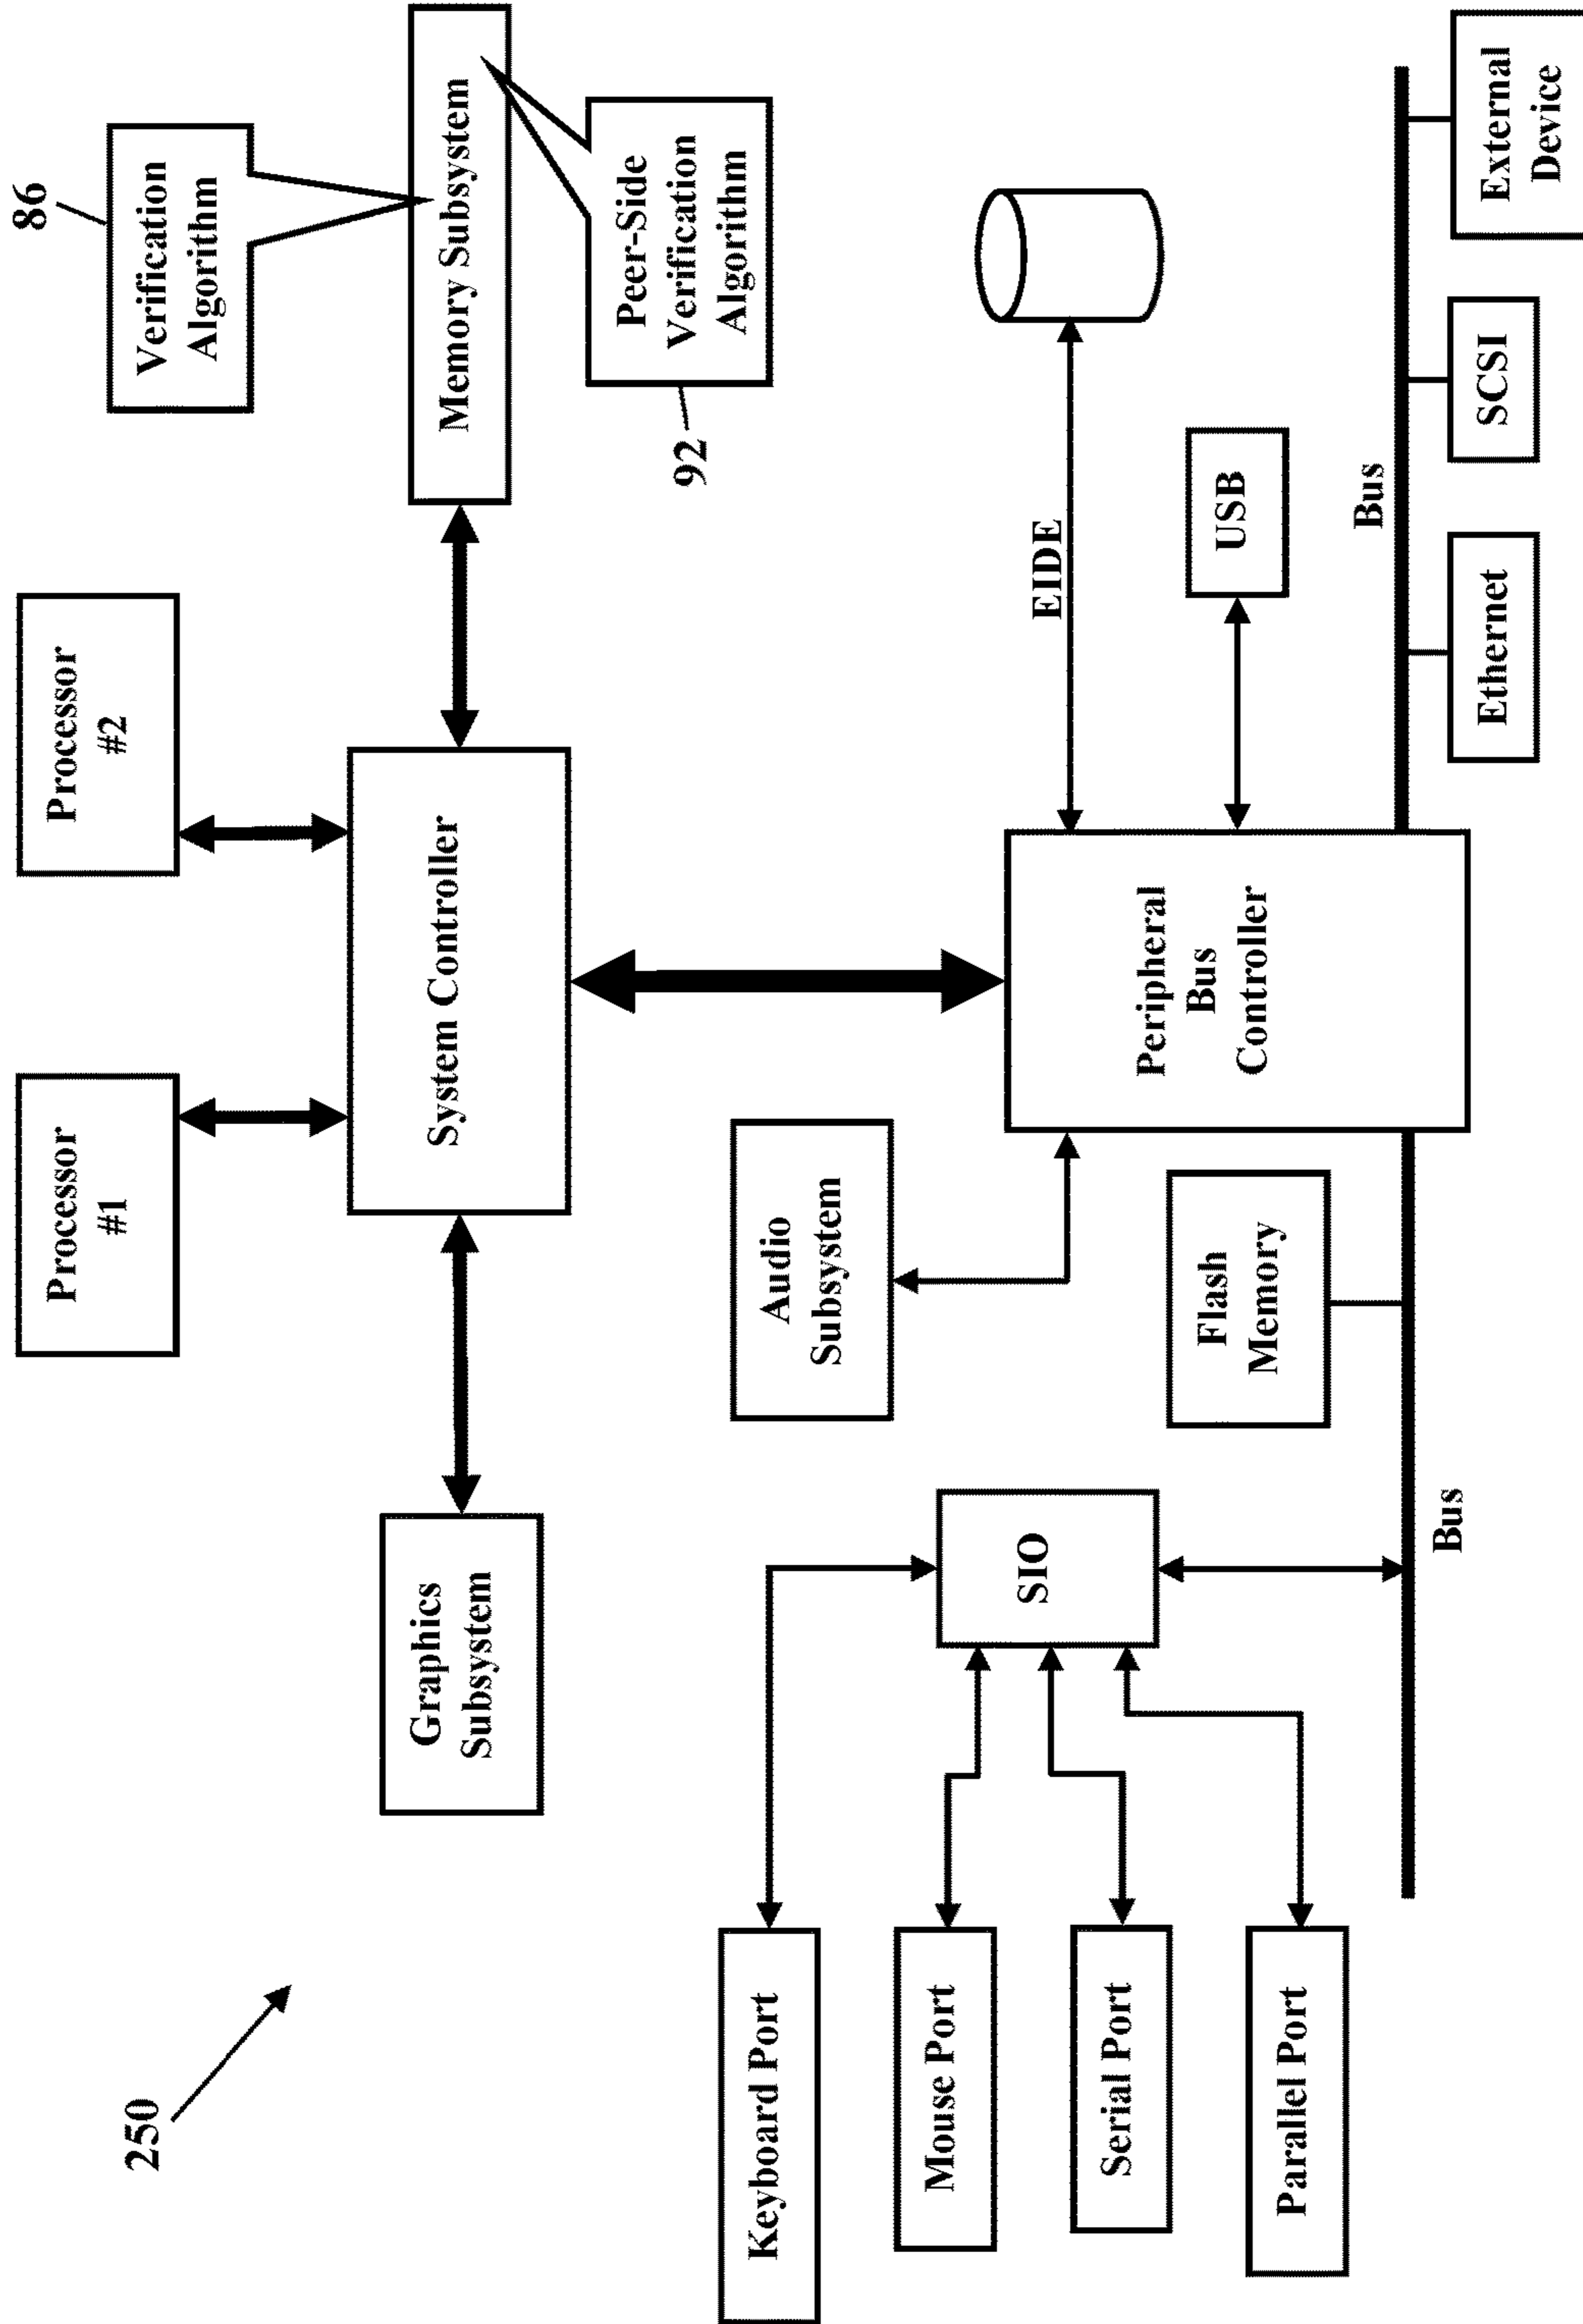 250
Processor
#1
Processor
#2
86
Verification
Algorithm
Graphics
Subsystem
System Controller
Memory Subsystem
Peer-Side
Verification
Algorithm
92
Keyboard Port
Mouse Port
Serial Port
Parallel Port
SIO
Audio
Subsystem
Flash
Memory
Peripheral
Bus
Controller
EIDE
USB
Bus
Bus
Ethernet
SCSI
External
Device